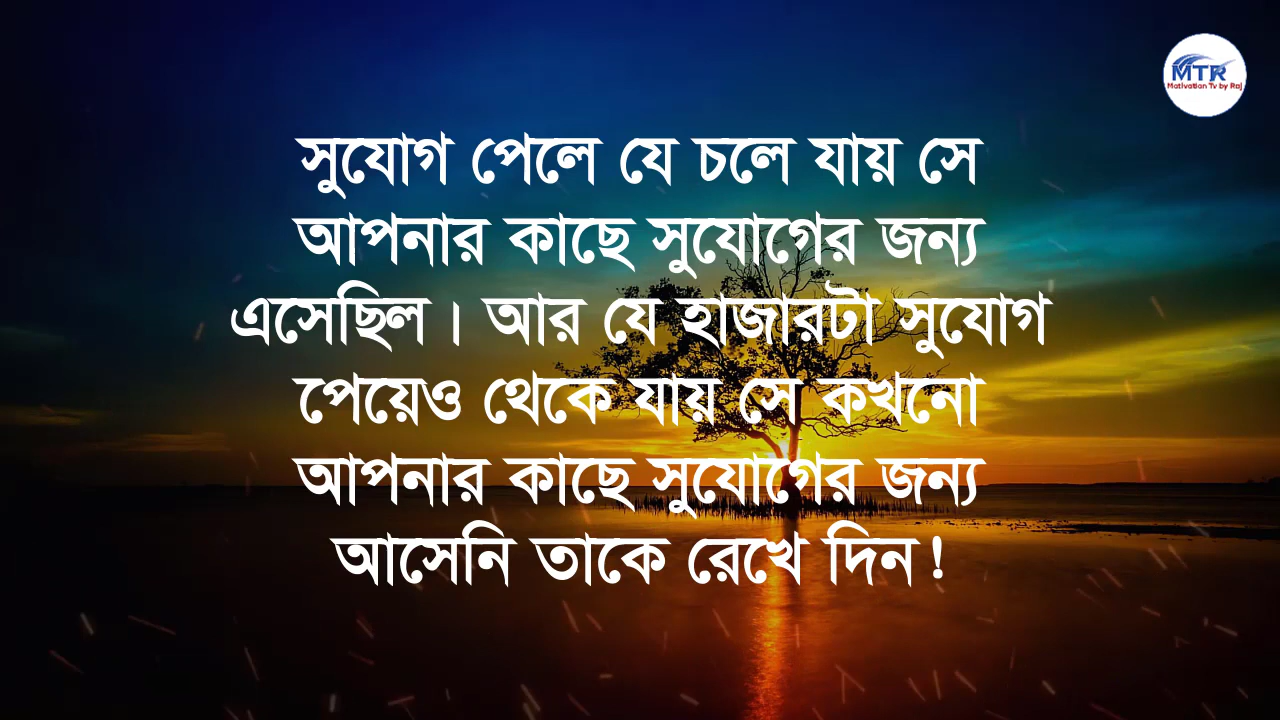 MTR
Motivation Tv by Raj
সুযোগ পেলে যে চলে যায় সে
আপনার কাছে সুযোগের জন্য
এসেছিল। আর যে হাজারটা সুযোগ
পেয়েও থেকে যায় সে কখনো
আপনার কাছে সুযোগের জন্য
আসেনি তাকে রেখে দিন!